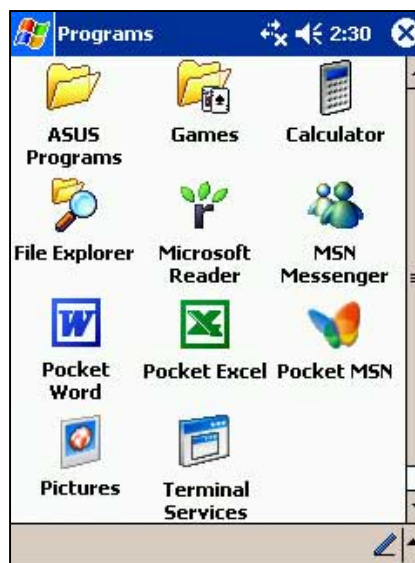 Programs 2:30
ASUS Programs
Games
Calculator
File Explorer
Microsoft Reader
MSN Messenger
Pocket Word
Pocket Excel
Pocket MSN
Pictures
Terminal Services